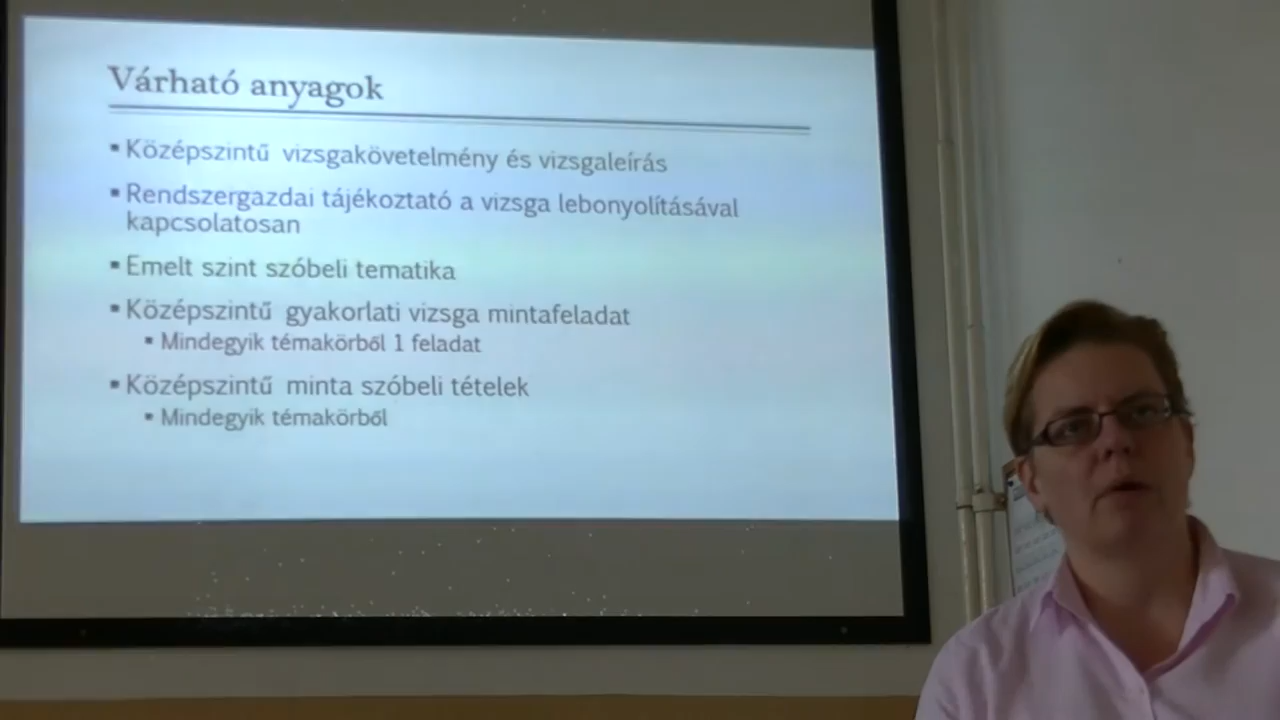 Várható anyagok
▪ Középszintű vizsgakövetelmény és vizsgaleírás
▪ Rendszergazdai tájékoztató a vizsga lebonyolításával
kapcsolatosan
▪ Emelt szint szóbeli tematika
▪ Középszintű gyakorlati vizsga mintafeladat
▪ Mindegyik témakörből 1 feladat
▪ Középszintű minta szóbeli tételek
▪ Mindegyik témakörből